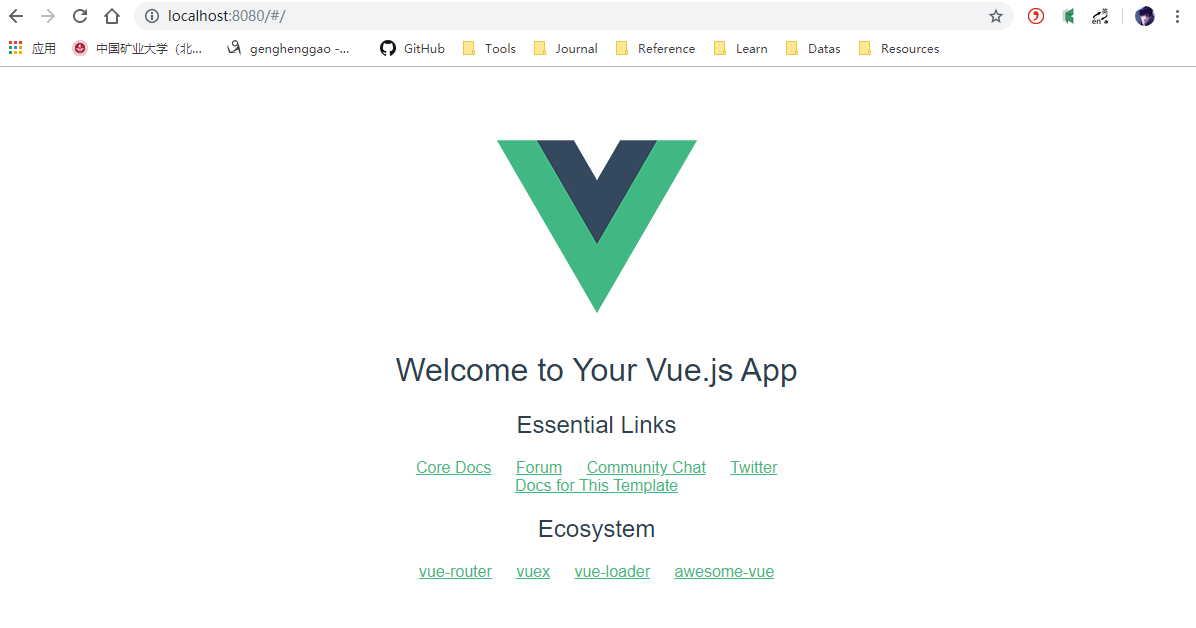 localhost:8080/#/
应用 中国矿业大学（北... genghenggao -... GitHub Tools Journal Reference Learn Datas Resources
Welcome to Your Vue.js App
Essential Links
Core Docs Forum Community Chat Twitter
Docs for This Template
Ecosystem
vue-router vuex vue-loader awesome-vue